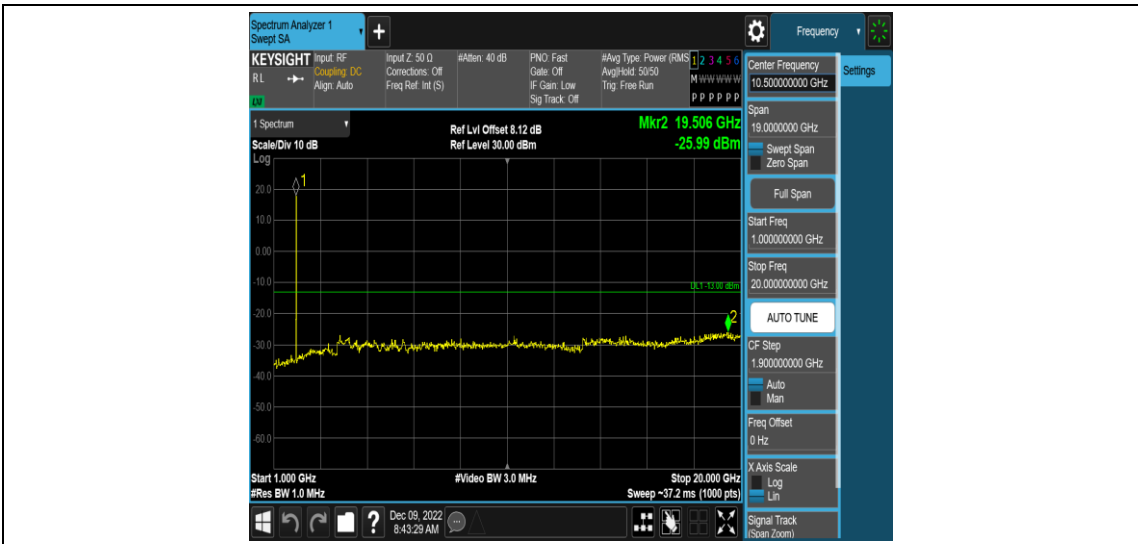 Spectrum Analyzer 1
Swept SA
+
Frequency
KEYSIGHT
RL
LXI
Input: RF
Coupling: DC
Align: Auto
Input Z: 50 Ω
Corrections: Off
Freq Ref: Int (S)
#Atten: 40 dB
PNO: Fast
Gate: Off
IF Gain: Low
Sig Track: Off
#Avg Type: Power (RMS
Avg|Hold: 50/50
Trig: Free Run
1 2 3 4 5 6
M W W W W W
P P P P P P
1 Spectrum
Scale/Div 10 dB
Log
Ref Lvl Offset 8.12 dB
Ref Level 30.00 dBm
Mkr2 19.506 GHz
-25.99 dBm
1
20.0
10.0
0.00
-10.0
DL1 -13.00 dBm
-20.0
2
-30.0
-40.0
-50.0
-60.0
Start 1.000 GHz
#Res BW 1.0 MHz
#Video BW 3.0 MHz
Stop 20.000 GHz
Sweep ~37.2 ms (1000 pts)
?
Dec 09, 2022
8:43:29 AM
Center Frequency
10.500000000 GHz
Settings
Span
19.0000000 GHz
Swept Span
Zero Span
Full Span
Start Freq
1.000000000 GHz
Stop Freq
20.000000000 GHz
AUTO TUNE
CF Step
1.900000000 GHz
Auto
Man
Freq Offset
0 Hz
X Axis Scale
Log
Lin
Signal Track
(Span Zoom)